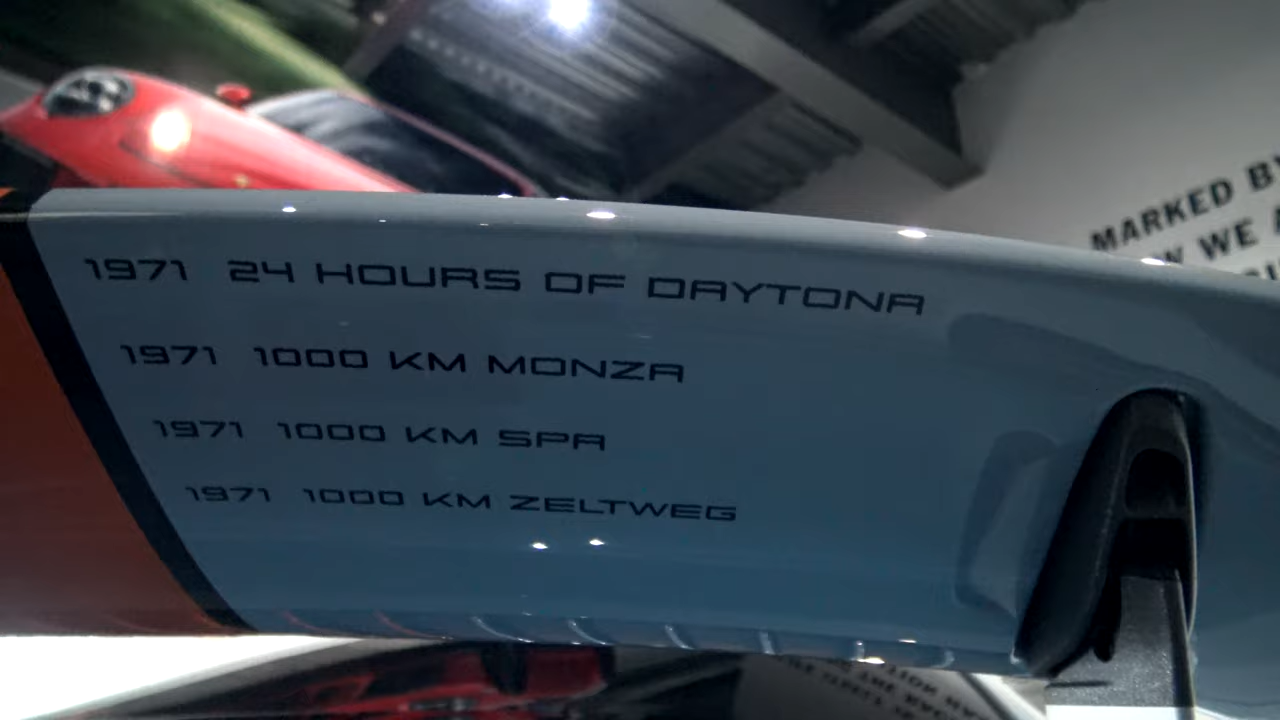 1971 24 HOURS OF DAYTONA
1971 1000 KM MONZA
1971 1000 KM SPA
1971 1000 KM ZELTWEG
MARKED BY
WE